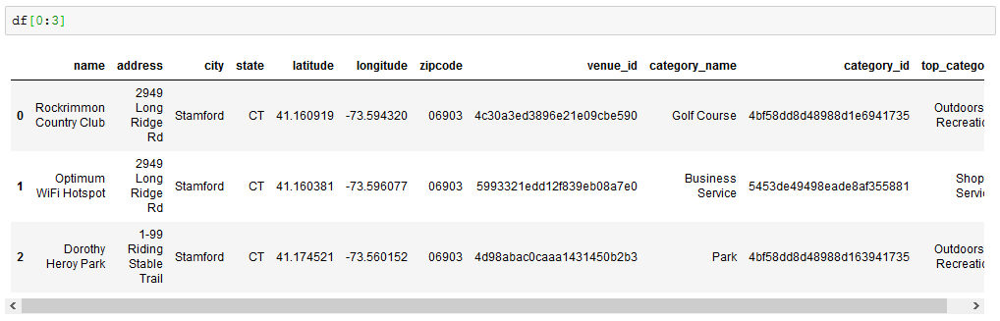 df[0:3]
name address city state latitude longitude zipcode venue_id category_name category_id top_catego
0 Rockrimmon Country Club 2949 Long Ridge Rd Stamford CT 41.160919 -73.594320 06903 4c30a3ed3896e21e09cbe590 Golf Course 4bf58dd8d48988d1e6941735 Outdoors Recreatio
1 Optimum WiFi Hotspot 2949 Long Ridge Rd Stamford CT 41.160381 -73.596077 06903 5993321edd12f839eb08a7e0 Business Service 5453de49498eade8af355881 Shop Servic
2 Dorothy Heroy Park 1-99 Riding Stable Trail Stamford CT 41.174521 -73.560152 06903 4d98abac0caaa1431450b2b3 Park 4bf58dd8d48988d163941735 Outdoors Recreatio